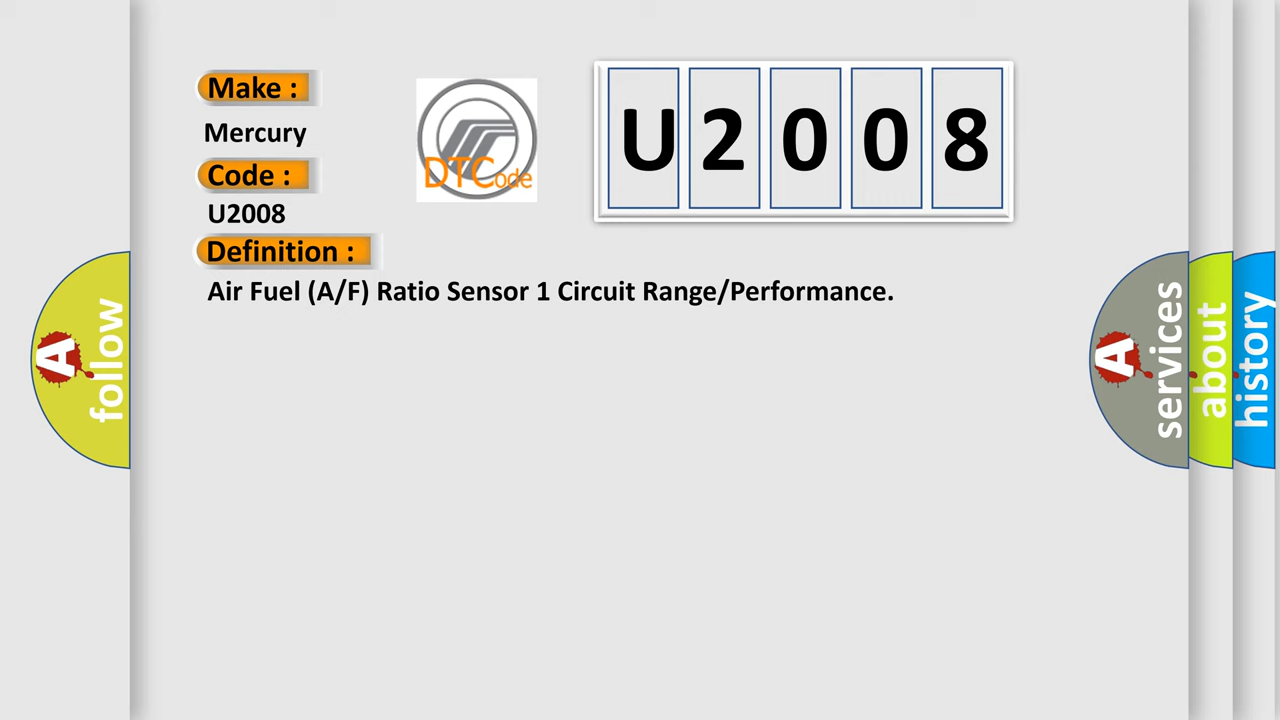 Make :
Mercury
Code :
U2008
Definition :
Air Fuel (A/F) Ratio Sensor 1 Circuit Range/Performance.
DTCode
U2008
A follow
A services
about
history